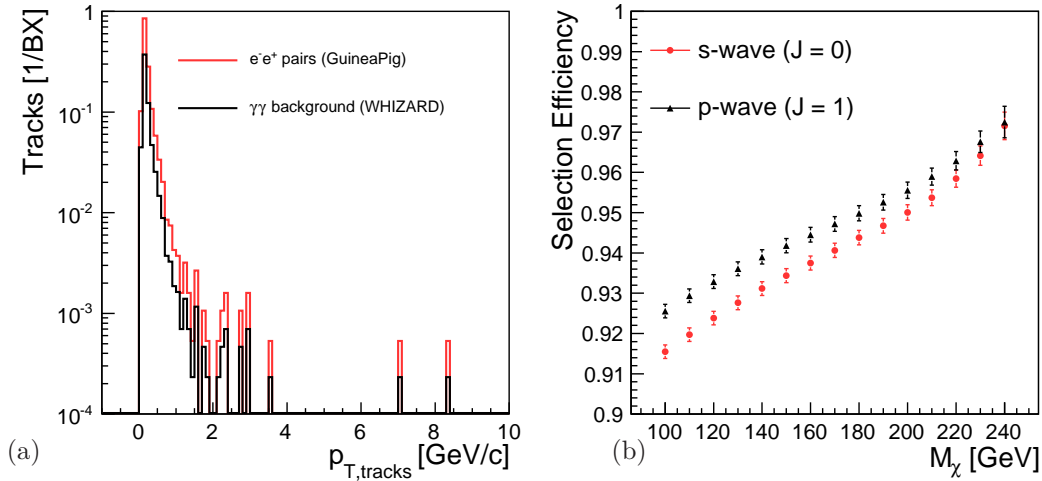 Tracks [1/BX]
1
10⁻¹
10⁻²
10⁻³
10⁻⁴
e⁻e⁺ pairs (GuineaPig)
γγ background (WHIZARD)
0 2 4 6 8 10
p_T,tracks [GeV/c]
(a)
Selection Efficiency
1
0.99
0.98
0.97
0.96
0.95
0.94
0.93
0.92
0.91
0.9
s-wave (J = 0)
p-wave (J = 1)
100 120 140 160 180 200 220 240
M_χ [GeV]
(b)